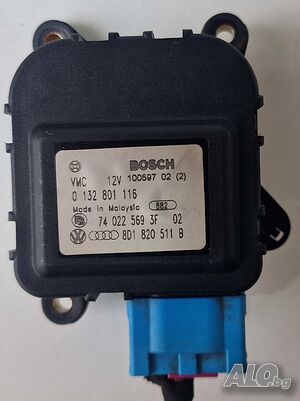 BOSCH
VMC 12V 100597 02 (2)
0 132 801 116
Made in Malaysia 882
74 022 569 3F 02
8D1 820 511 B
ALO.bg